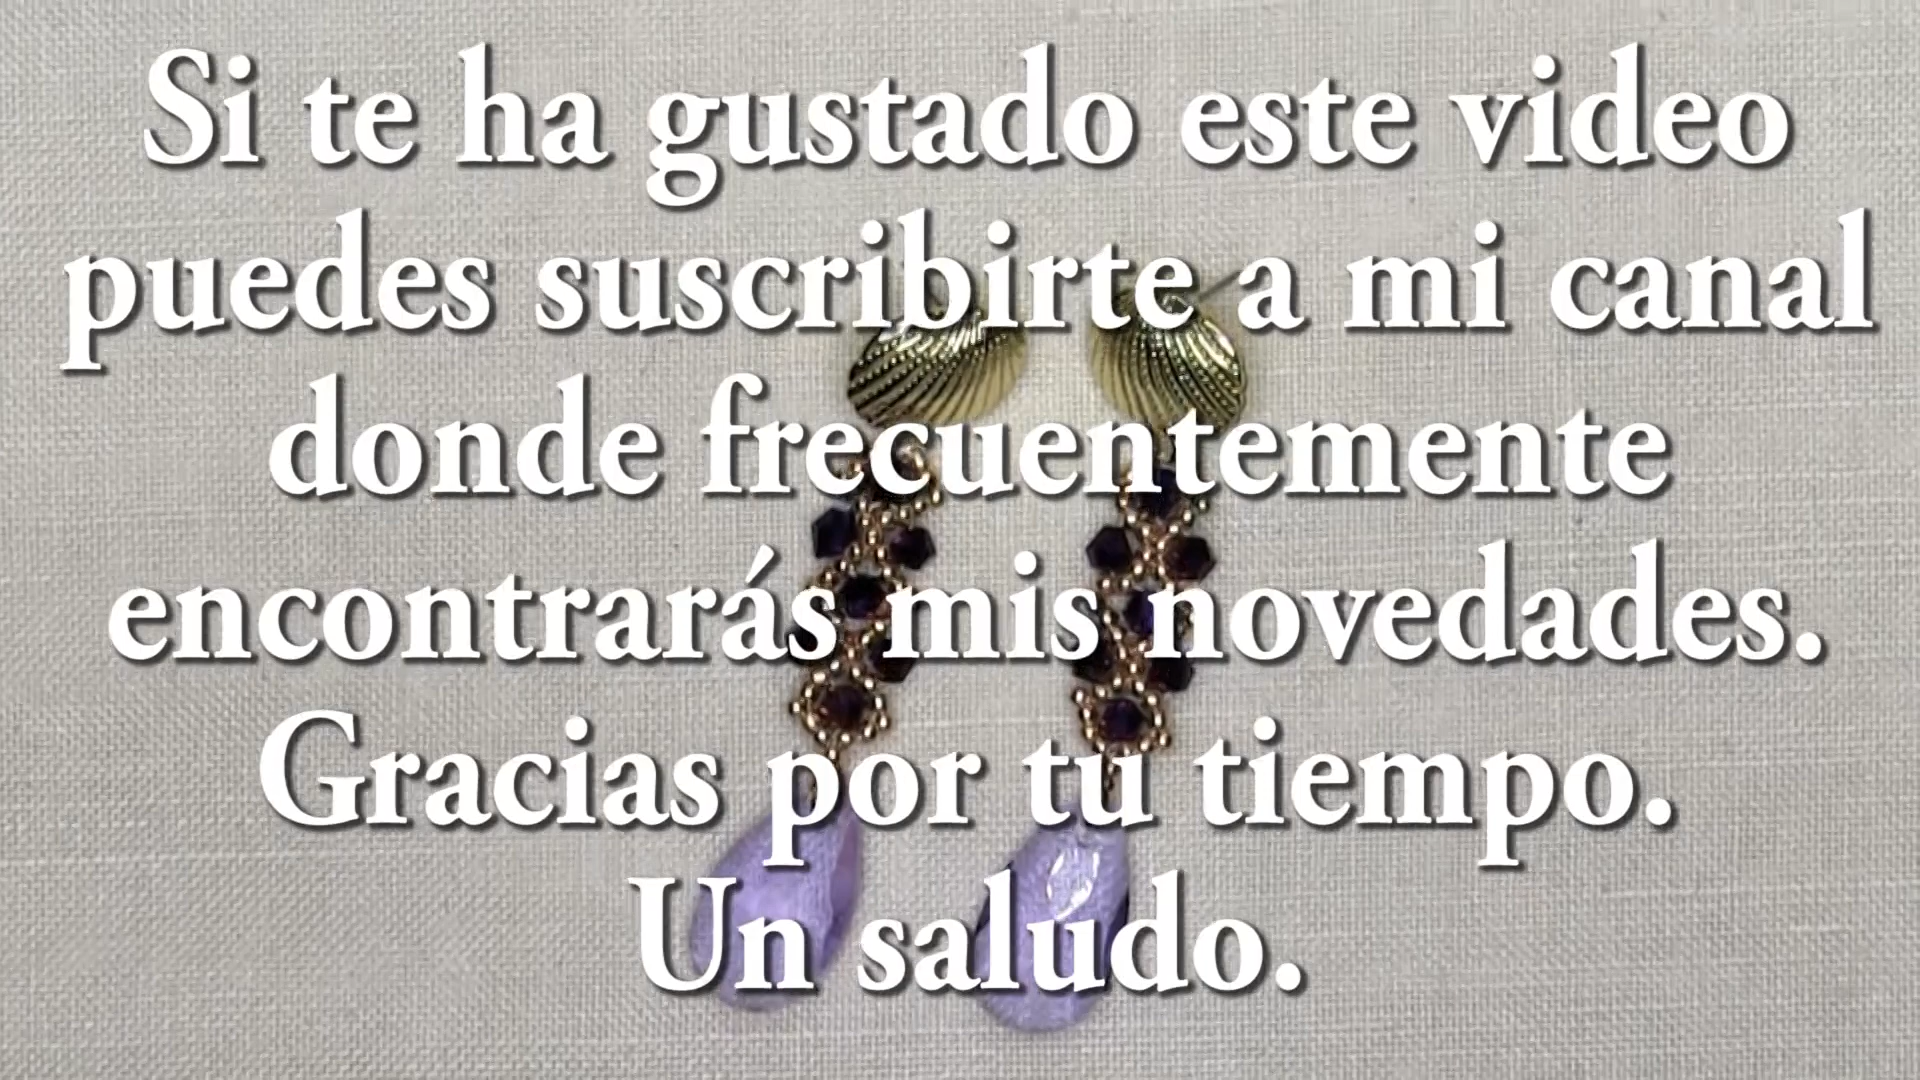 Si te ha gustado este video
puedes suscribirte a mi canal
donde frecuentemente
encontrarás mis novedades.
Gracias por tu tiempo.
Un saludo.